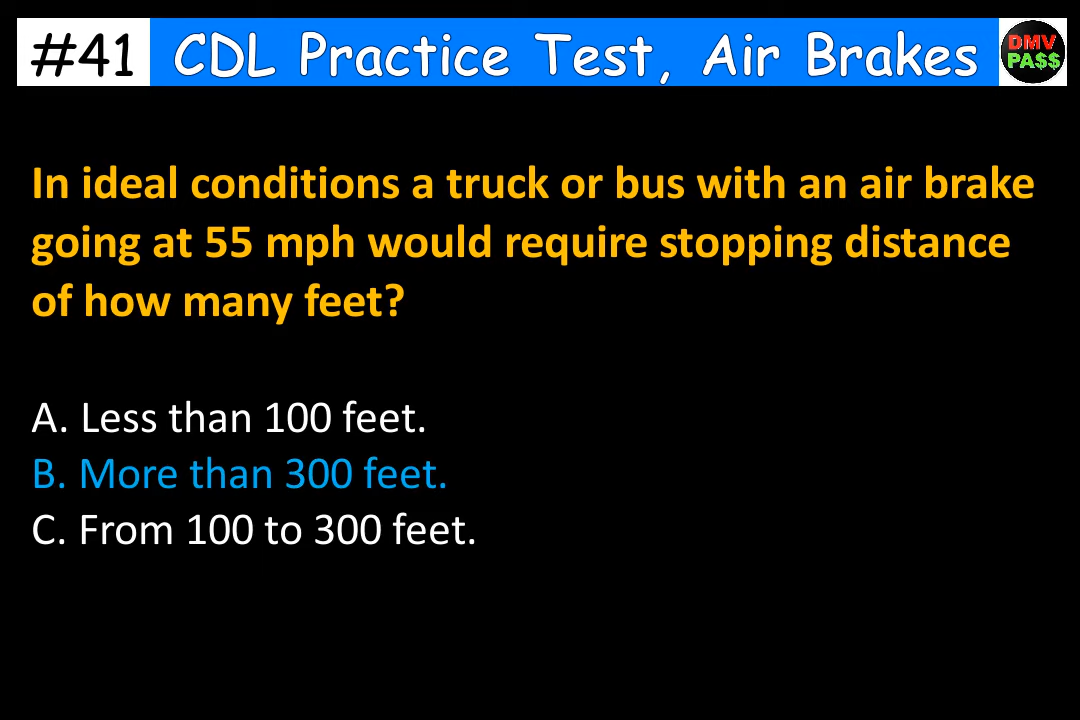 #41 CDL Practice Test, Air Brakes DMV
PA$$
In ideal conditions a truck or bus with an air brake
going at 55 mph would require stopping distance
of how many feet?
A. Less than 100 feet.
B. More than 300 feet.
C. From 100 to 300 feet.